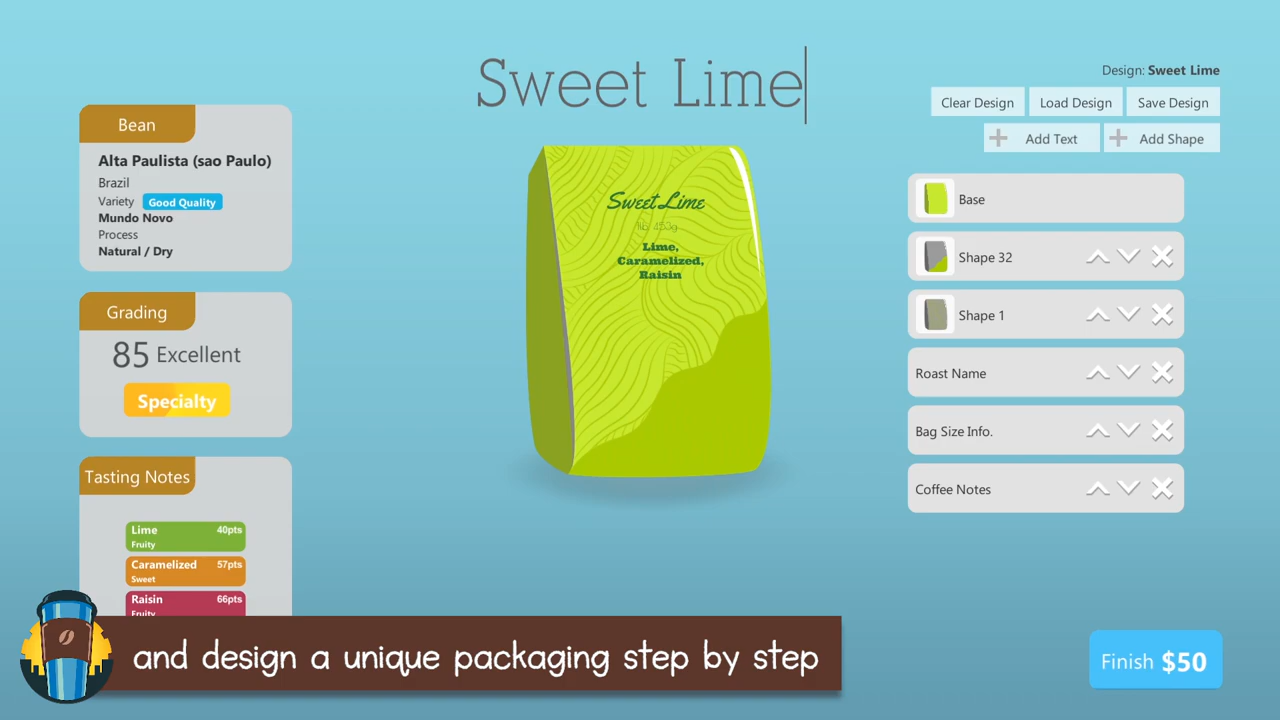 Sweet Lime
Design: Sweet Lime
Clear Design
Load Design
Save Design
Add Text
Add Shape
Bean
Alta Paulista (sao Paulo)
Brazil
Variety Good Quality
Mundo Novo
Process
Natural / Dry
Grading
85 Excellent
Specialty
Tasting Notes
Lime 40pts
Fruity
Caramelized 57pts
Sweet
Raisin 66pts
Fruity
Sweet Lime
1lb, 453g
Lime,
Caramelized,
Raisin
Base
Shape 32
Shape 1
Roast Name
Bag Size Info.
Coffee Notes
and design a unique packaging step by step
Finish $50